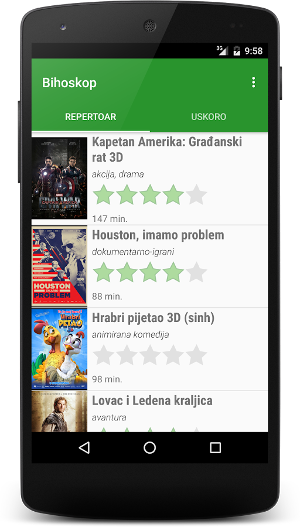 3G 9:58
Bihoskop
REPERTOAR USKORO
Kapetan Amerika: Građanski
rat 3D
akcija, drama
147 min.
Houston, imamo problem
dokumentarno-igrani
88 min.
HOUSTON
PROBLEM
Hrabri pijetao 3D (sinh)
animirana komedija
98 min.
Lovac i Ledena kraljica
avantura